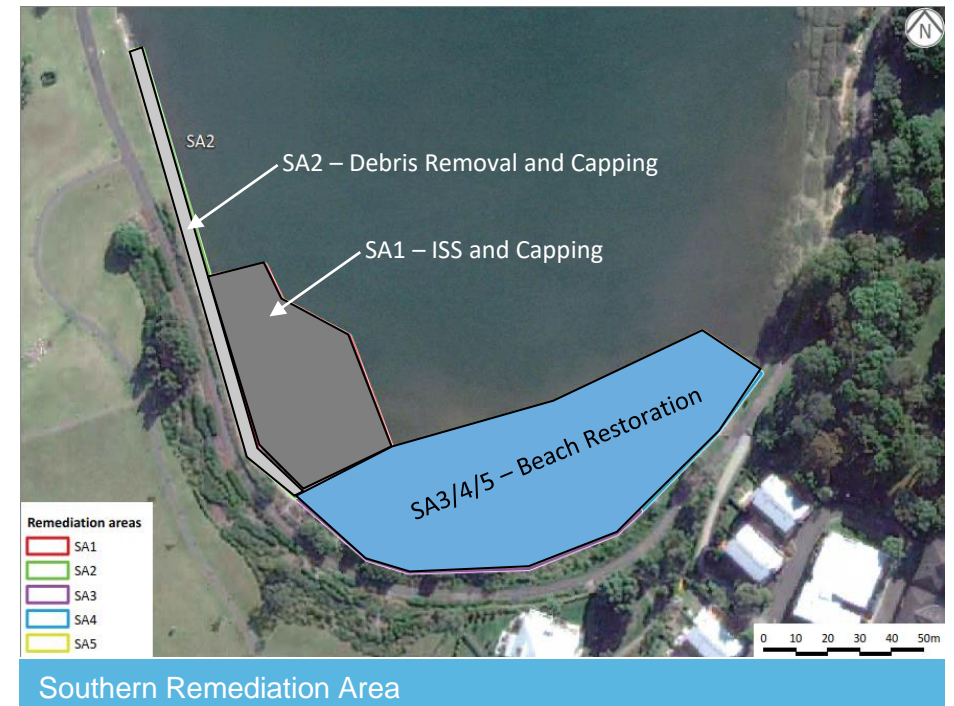 N
SA2
SA2 – Debris Removal and Capping
SA1 – ISS and Capping
SA3/4/5 – Beach Restoration
Remediation areas
SA1
SA2
SA3
SA4
SA5
0 10 20 30 40 50m
Southern Remediation Area